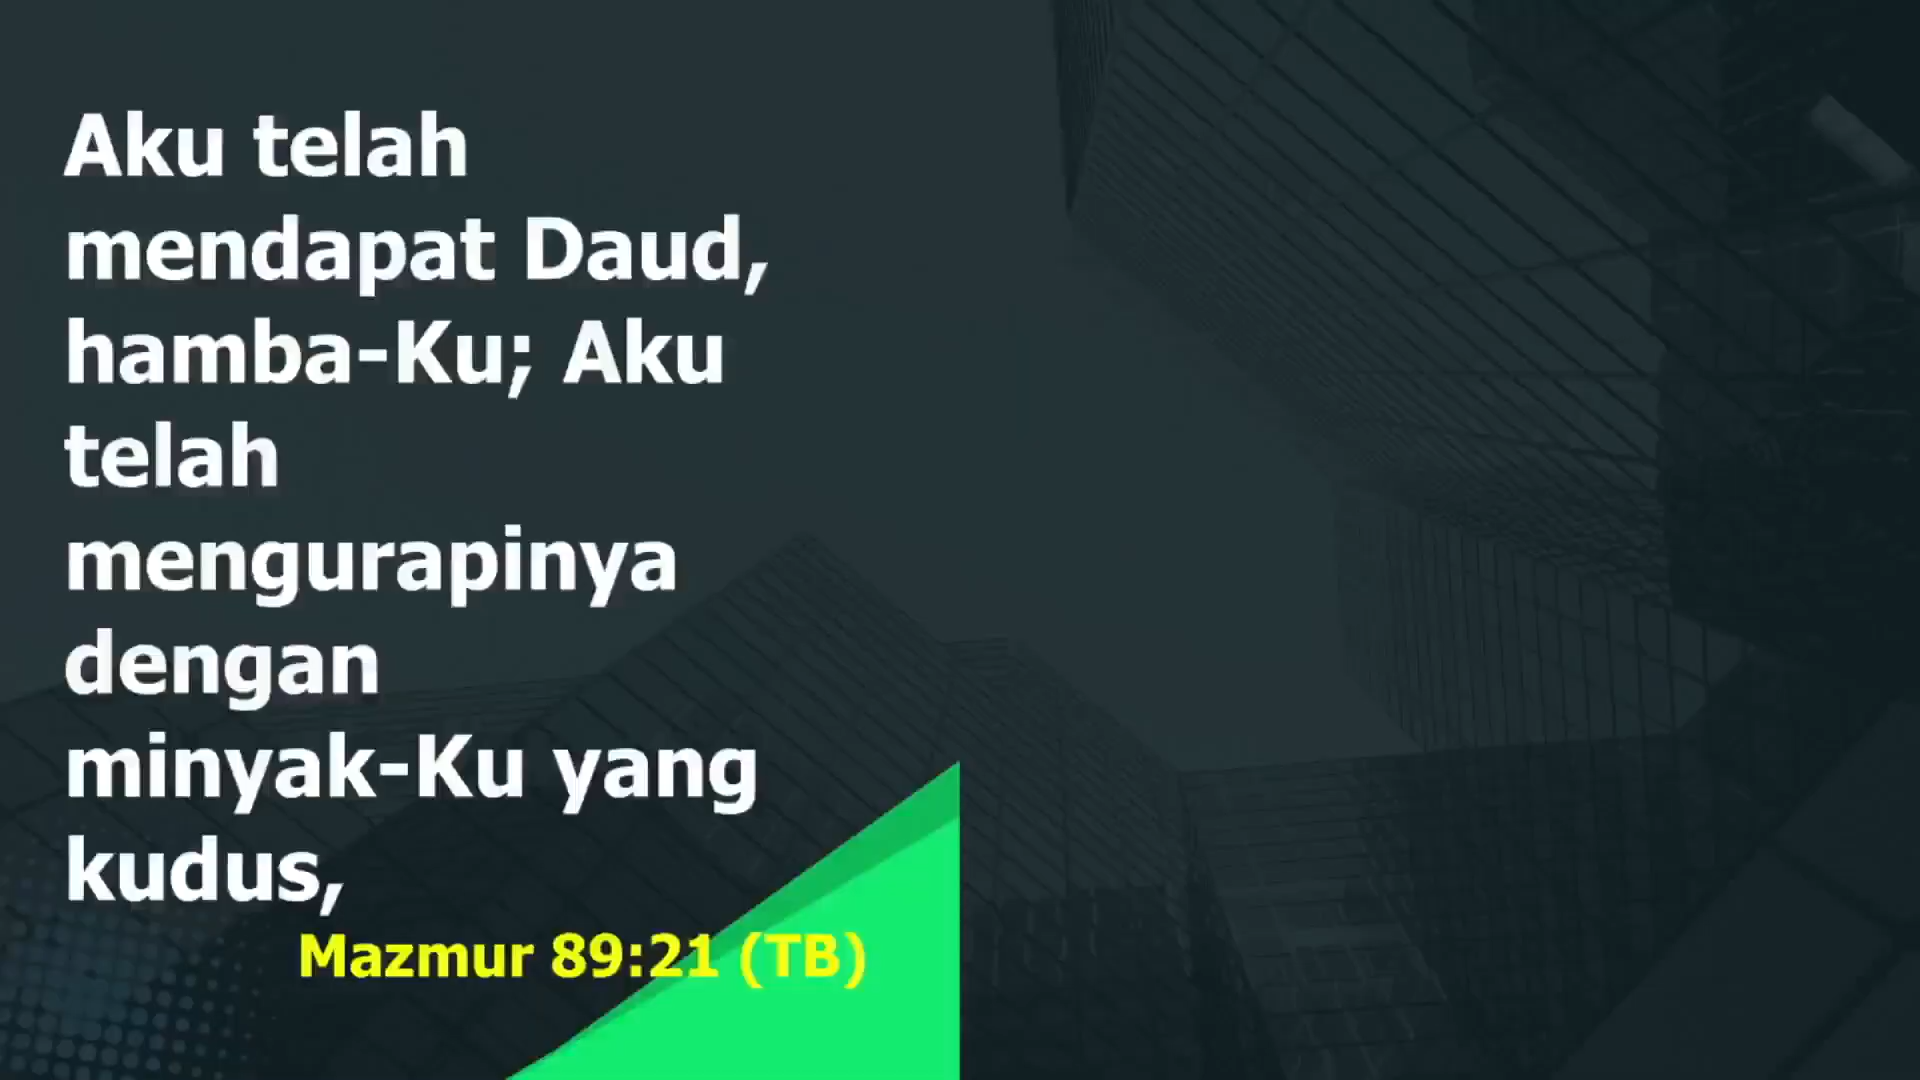 Aku telah
mendapat Daud,
hamba-Ku; Aku
telah
mengurapinya
dengan
minyak-Ku yang
kudus,
Mazmur 89:21 (TB)